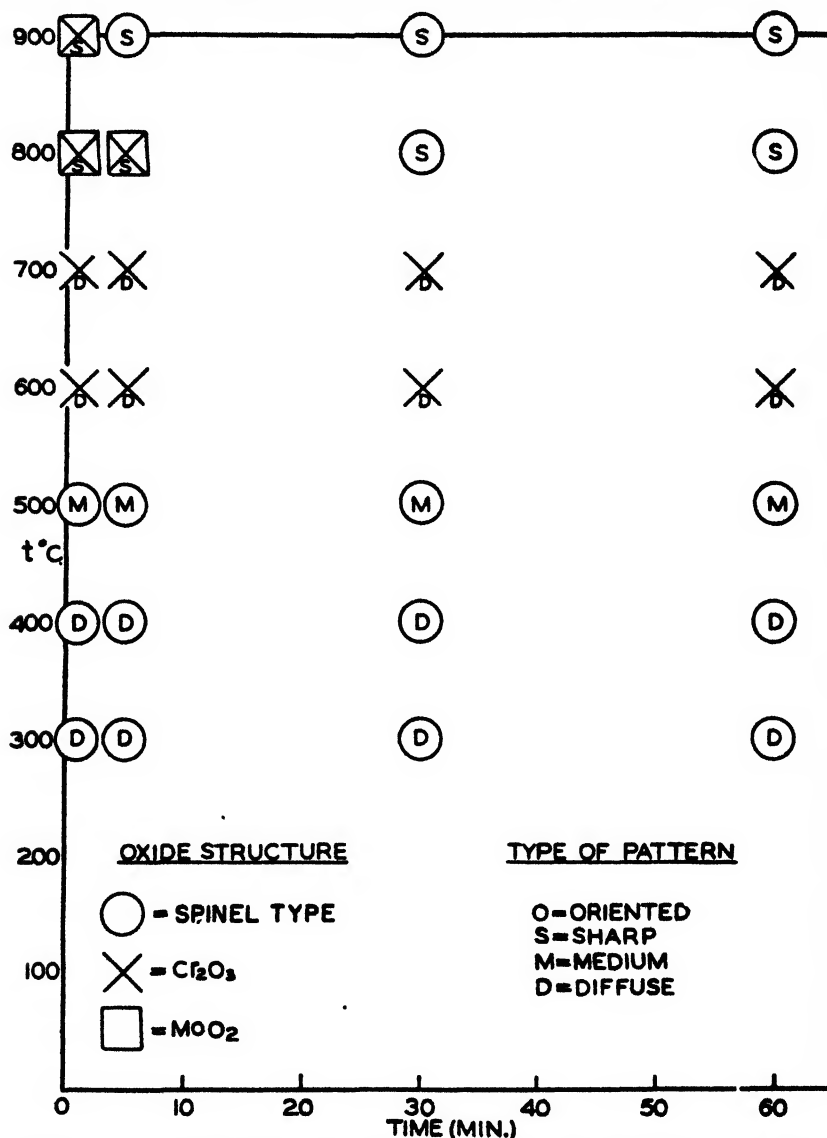 900 S S S S
800 S S S S
700 D D D D
600 D D D D
500 M M M M
t°C
400 D D D D
300 D D D D
200 OXIDE STRUCTURE TYPE OF PATTERN
= SPINEL TYPE O=ORIENTED
S=SHARP
100 = Cr2O3 M=MEDIUM
D=DIFFUSE
= MoO2
0 10 20 30 40 50 60
TIME (MIN.)